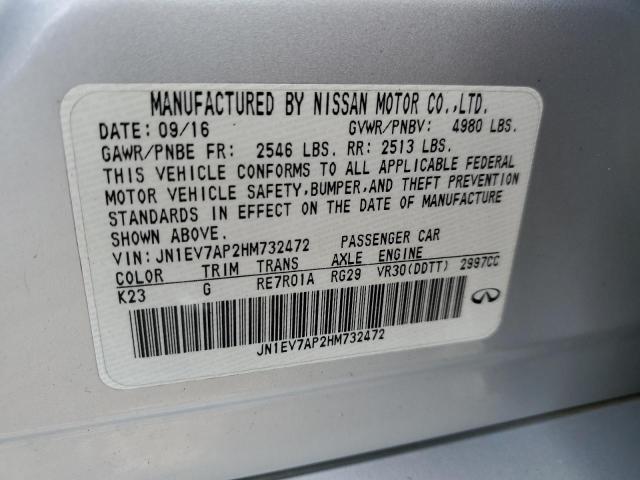 MANUFACTURED BY NISSAN MOTOR CO.,LTD.
DATE: 09/16 GVWR/PNBV: 4980 LBS.
GAWR/PNBE FR: 2546 LBS. RR: 2513 LBS.
THIS VEHICLE CONFORMS TO ALL APPLICABLE FEDERAL
MOTOR VEHICLE SAFETY,BUMPER,AND THEFT PREVENTION
STANDARDS IN EFFECT ON THE DATE OF MANUFACTURE
SHOWN ABOVE.
VIN: JN1EV7AP2HM732472 PASSENGER CAR
COLOR TRIM TRANS AXLE ENGINE
K23 G RE7R01A RG29 VR30(DDTT) 2997CC
JN1EV7AP2HM732472